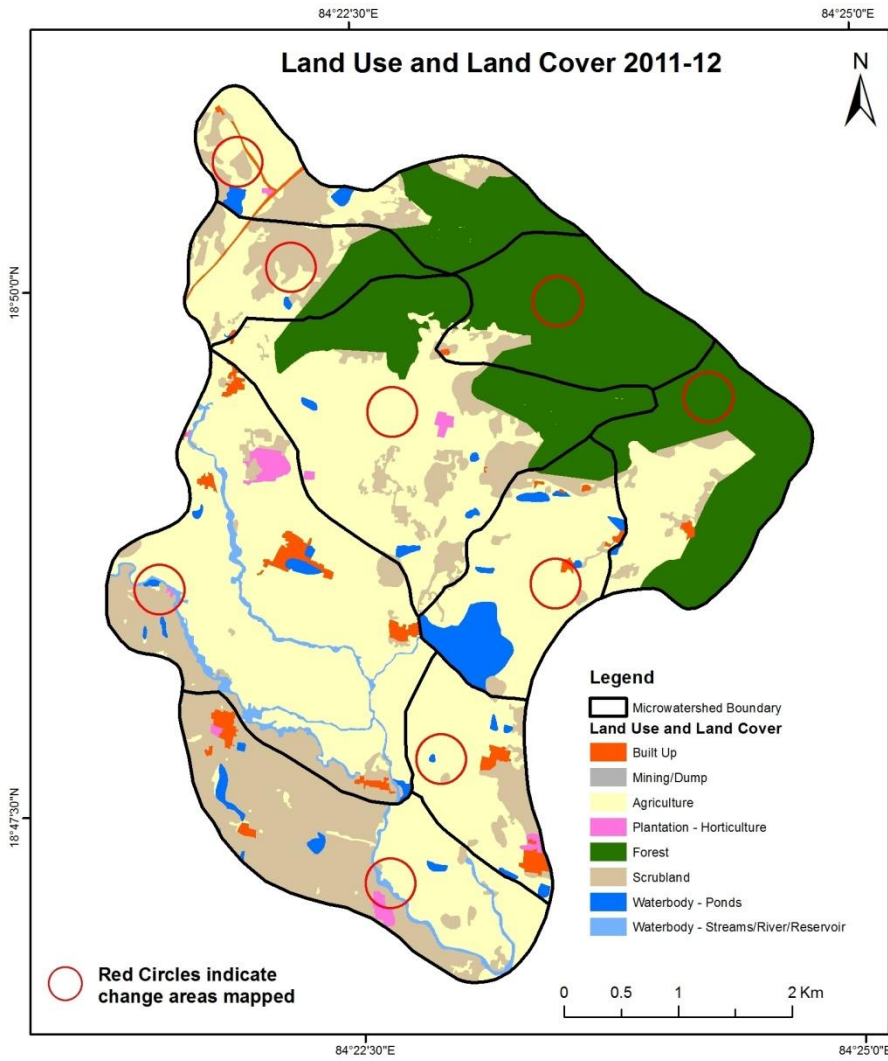 84°22'30"E
84°25'0"E
Land Use and Land Cover 2011-12
N
18°50'0"N
18°47'30"N
Legend
Microwatershed Boundary
Land Use and Land Cover
Built Up
Mining/Dump
Agriculture
Plantation - Horticulture
Forest
Scrubland
Waterbody - Ponds
Waterbody - Streams/River/Reservoir
Red Circles indicate
change areas mapped
0 0.5 1 2 Km
84°22'30"E
84°25'0"E